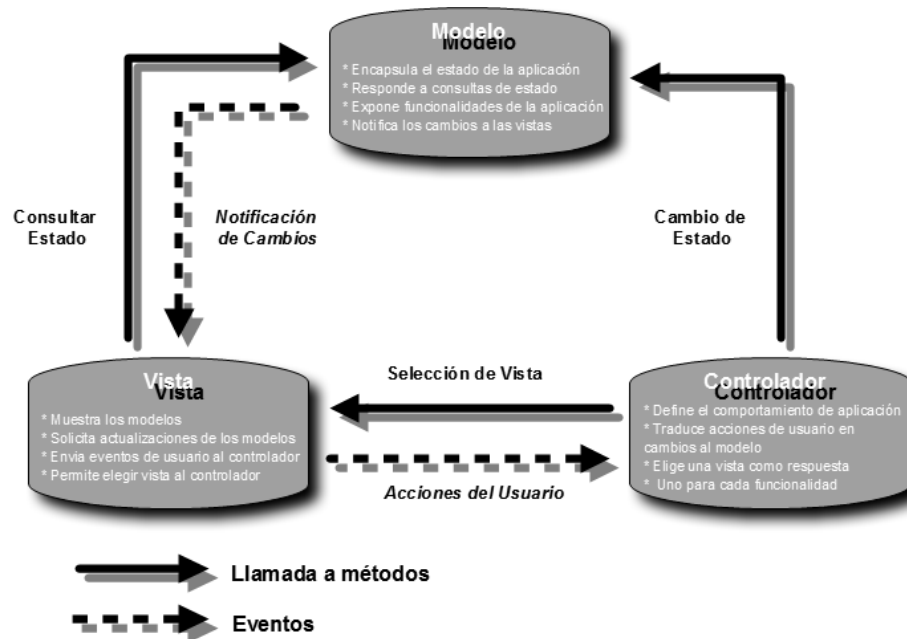 Modelo
* Encapsula el estado de la aplicación
* Responde a consultas de estado
* Expone funcionalidades de la aplicación
* Notifica los cambios a las vistas
Consultar
Estado
Notificación
de Cambios
Cambio de
Estado
Vista
* Muestra los modelos
* Solicita actualizaciones de los modelos
* Envia eventos de usuario al controlador
* Permite elegir vista al controlador
Selección de Vista
Acciones del Usuario
Controlador
* Define el comportamiento de aplicación
* Traduce acciones de usuario en
cambios al modelo
* Elige una vista como respuesta
* Uno para cada funcionalidad
Llamada a métodos
Eventos